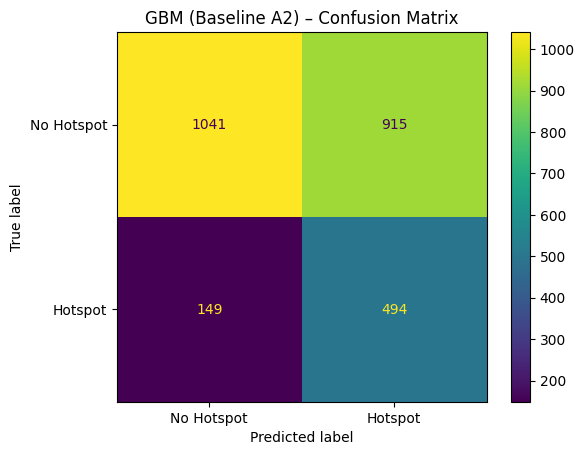 GBM (Baseline A2) – Confusion Matrix
True label
No Hotspot
1041
915
Hotspot
149
494
No Hotspot
Hotspot
Predicted label
1000
900
800
700
600
500
400
300
200